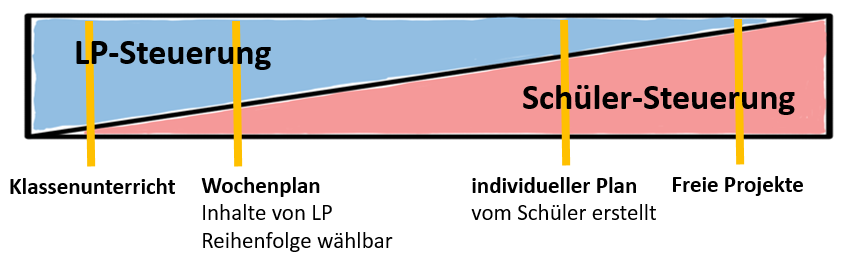 LP-Steuerung
Schüler-Steuerung
Klassenunterricht
Wochenplan
Inhalte von LP
Reihenfolge wählbar
individueller Plan
vom Schüler erstellt
Freie Projekte